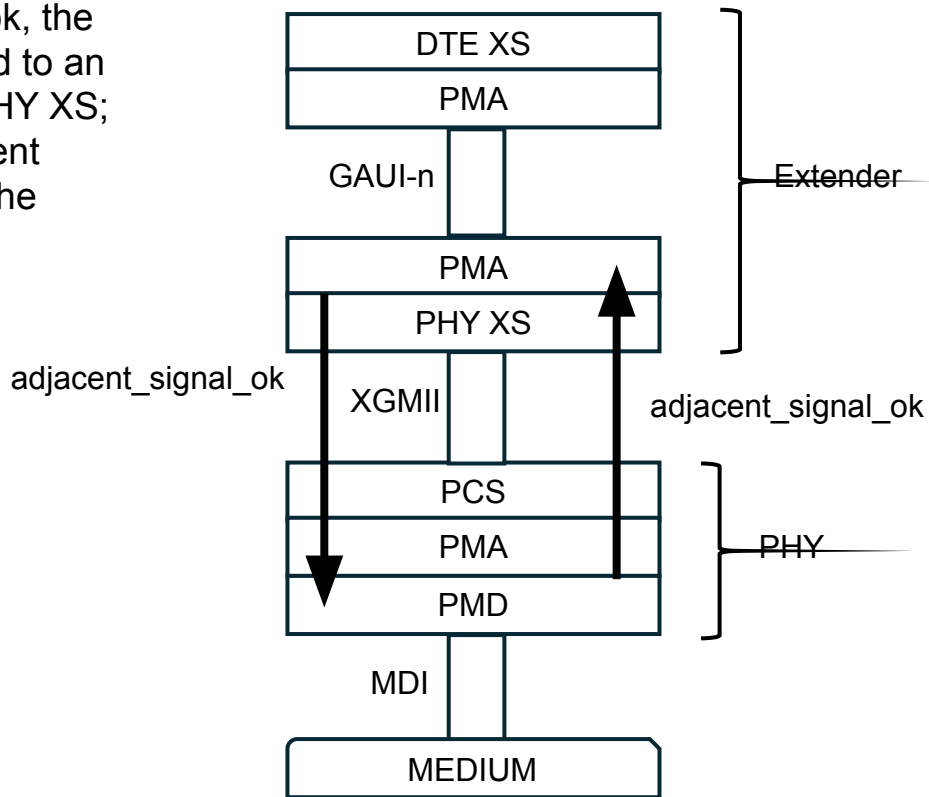 ok, the
d to an
HY XS;
ent
he
DTE XS
PMA
GAUI-n
Extender
PMA
PHY XS
adjacent_signal_ok
XGMII
adjacent_signal_ok
PCS
PMA
PHY
PMD
MDI
MEDIUM